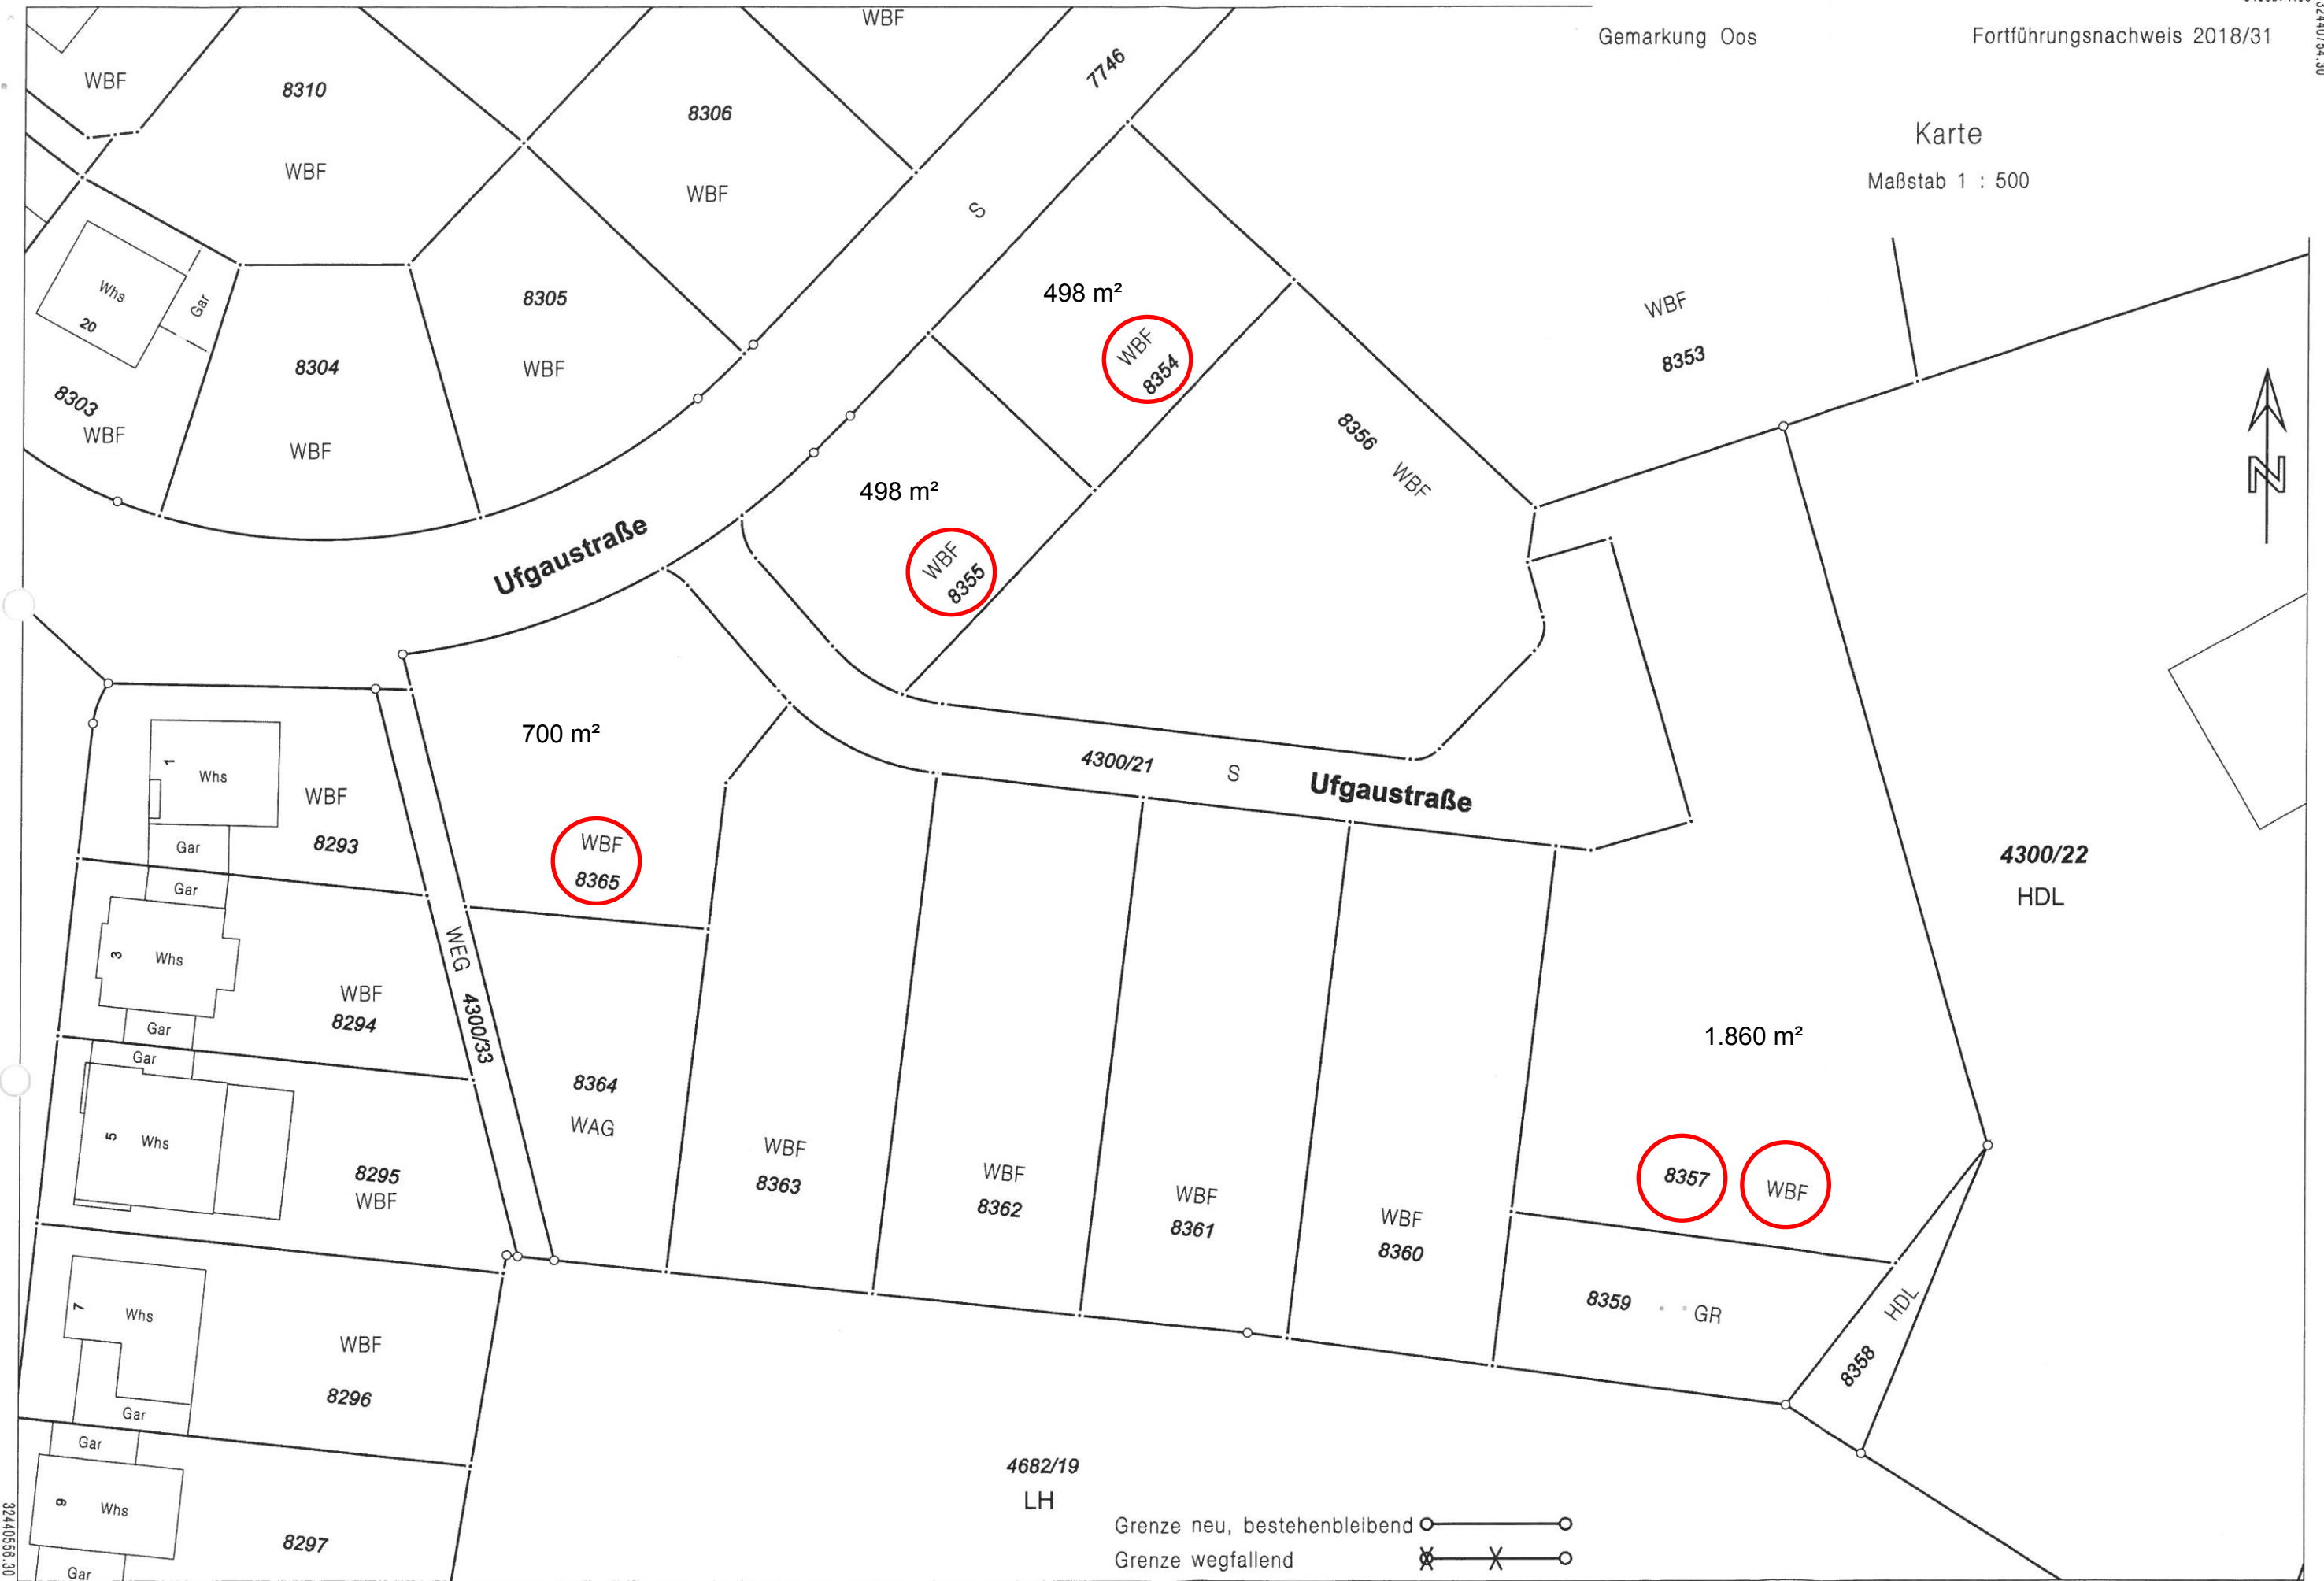 WBF
Gemarkung Oos
Fortführungsnachweis 2018/31
Karte
Maßstab 1 : 500
WBF
8310
WBF
8306
WBF
7746
S
Whs
20
Gar
8303
WBF
8304
WBF
8305
WBF
498 m²
WBF
8354
WBF
8353
8356
WBF
498 m²
WBF
8355
N
Ufgaustraße
700 m²
WBF
8365
4300/21
S
Ufgaustraße
1
Whs
WBF
8293
Gar
Gar
3
Whs
WBF
8294
Gar
Gar
WEG
4300/33
5
Whs
8295
WBF
8364
WAG
WBF
8363
WBF
8362
WBF
8361
WBF
8360
1.860 m²
8357
WBF
4300/22
HDL
8359
GR
HDL
8358
7
Whs
WBF
8296
Gar
Gar
9
Whs
8297
Gar
4682/19
LH
Grenze neu, bestehenbleibend
Grenze wegfallend
3244056.30